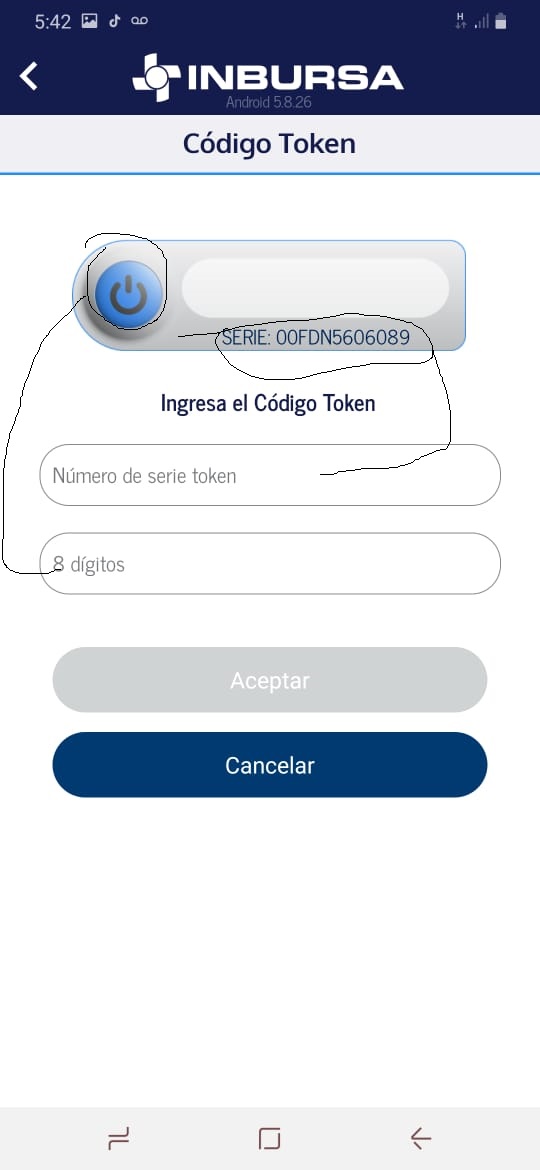 5:42
H
INBURSA
Android 5.8.26
Código Token
SERIE: 00FDN5606089
Ingresa el Código Token
Número de serie token
8 dígitos
Aceptar
Cancelar